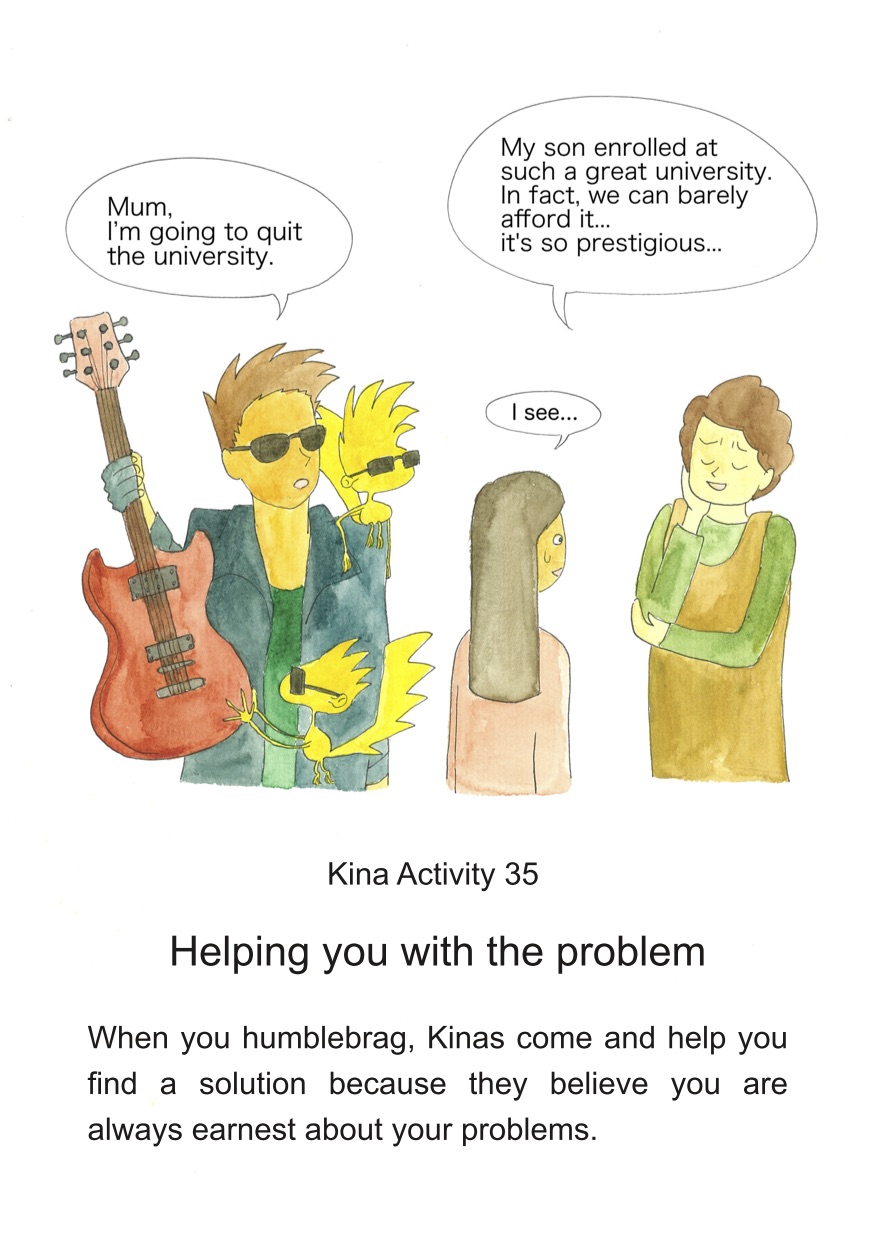 Mum,
I'm going to quit
the university.
My son enrolled at
such a great university.
In fact, we can barely
afford it...
it's so prestigious...
I see...
Kina Activity 35
Helping you with the problem
When you humblebrag, Kinas come and help you
find a solution because they believe you are
always earnest about your problems.